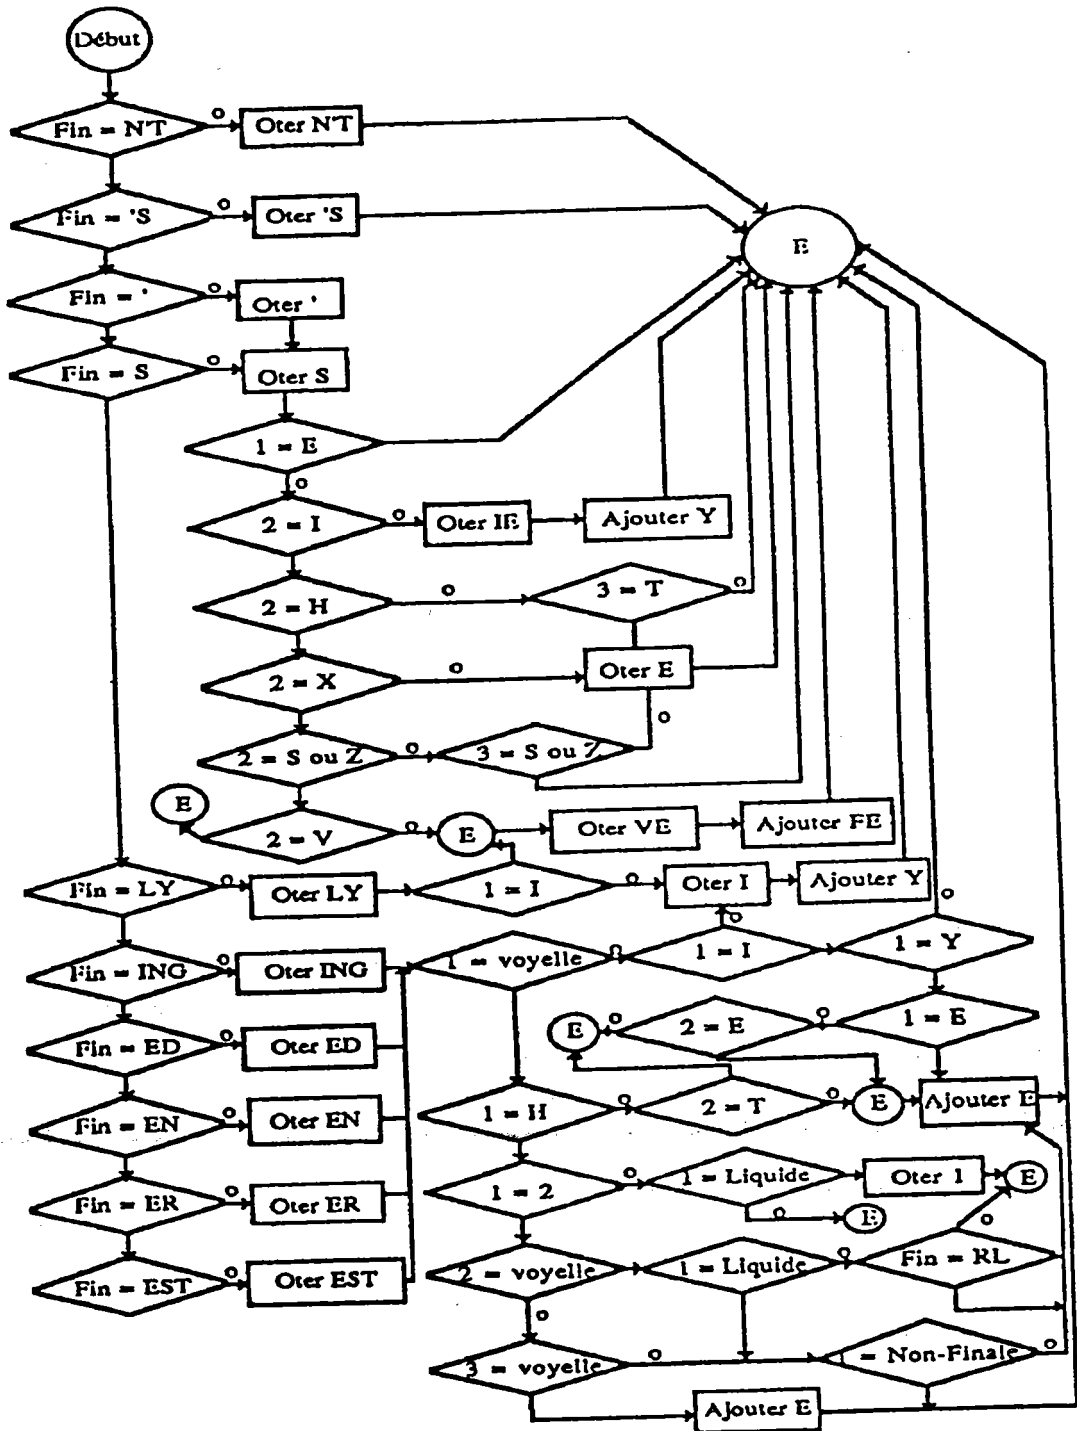 Début
Fin = N'T
o
Oter N'T
Fin = 'S
o
Oter 'S
E
Fin = '
o
Oter '
Fin = S
o
Oter S
1 = E
o
2 = I
o
Oter IE
Ajouter Y
2 = H
o
3 = T
o
2 = X
o
Oter E
o
2 = S ou Z
o
3 = S ou Z
E
2 = V
o
E
Oter VE
Ajouter FE
Fin = LY
o
Oter LY
1 = I
o
Oter I
Ajouter Y
o
o
Fin = ING
o
Oter ING
1 = voyelle
o
1 = I
1 = Y
Fin = ED
o
Oter ED
E
o
2 = E
o
1 = E
Fin = EN
o
Oter EN
1 = H
o
2 = T
o
E
Ajouter E
Fin = ER
o
Oter ER
1 = 2
o
1 = Liquide
Oter 1
E
o
E
o
Fin = EST
o
Oter EST
2 = voyelle
1 = Liquide
o
Fin = RL
o
3 = voyelle
o
1 = Non-Finale
o
Ajouter E